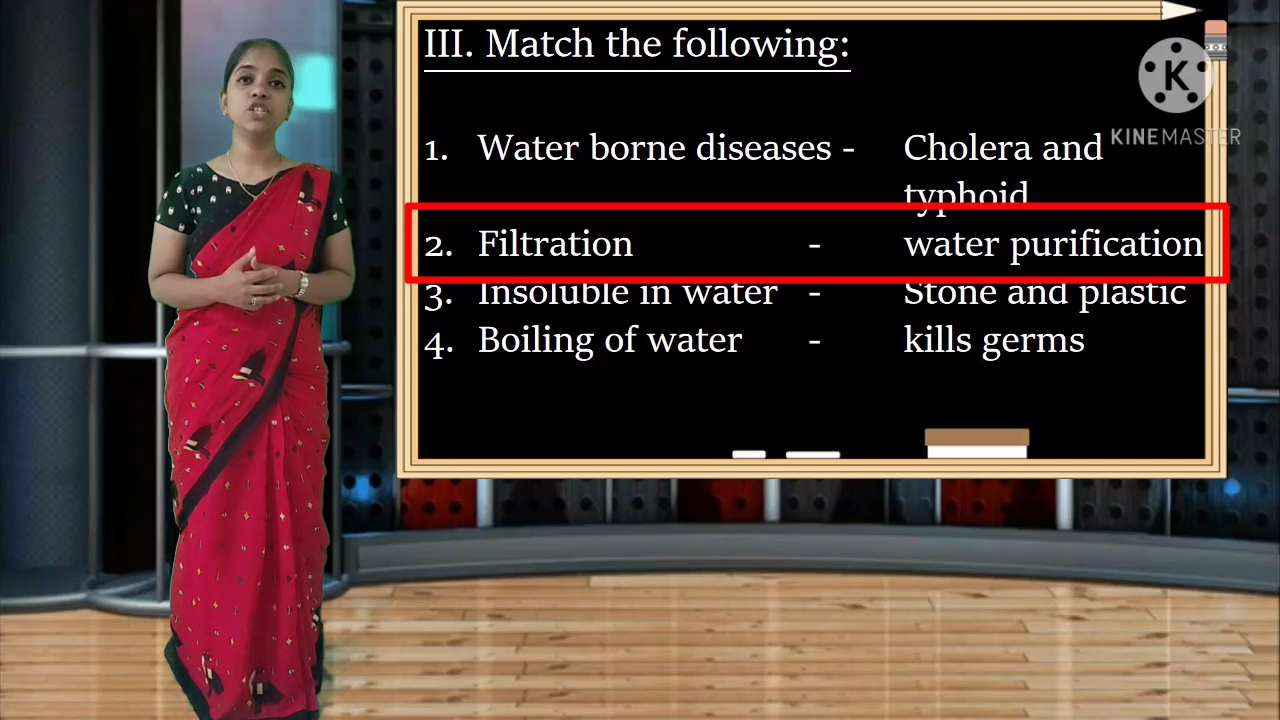 III. Match the following:
1. Water borne diseases - Cholera and
typhoid
2. Filtration - water purification
3. Insoluble in water - Stone and plastic
4. Boiling of water - kills germs
K
KINEMASTER